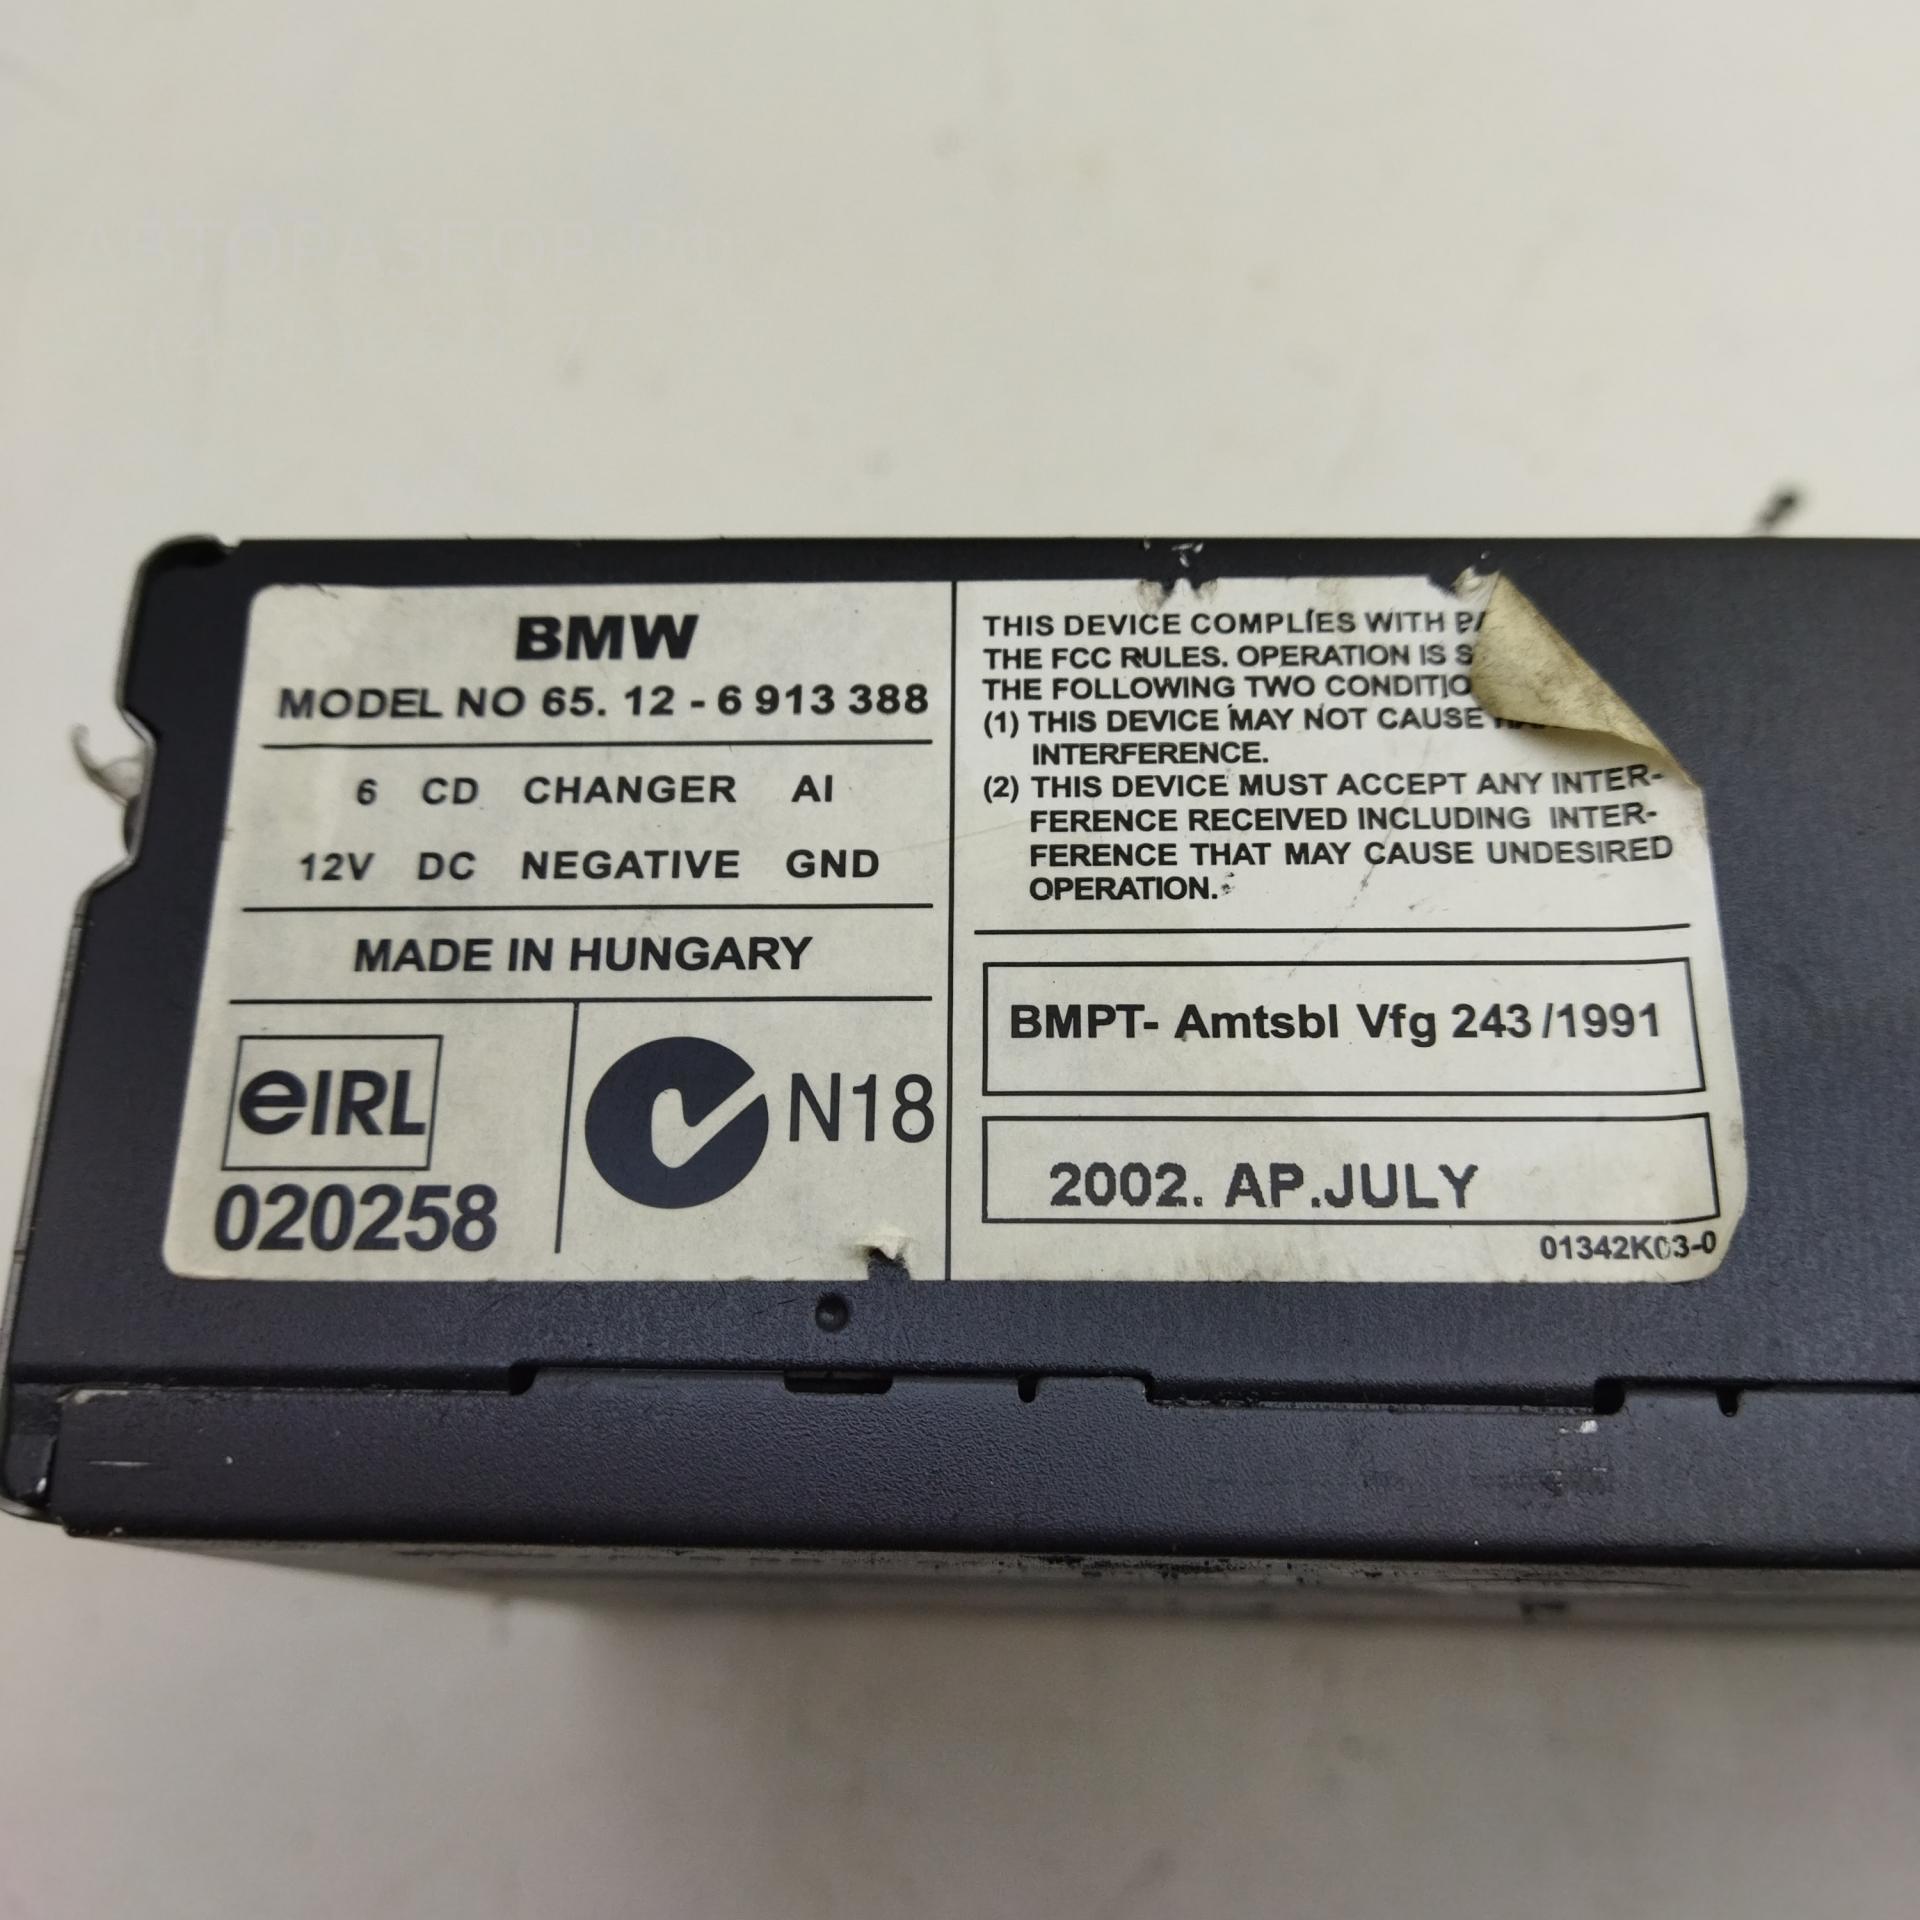 АВТОРАЗБОР.РФ
BMW
MODEL NO 65. 12 - 6 913 388
6 CD CHANGER AI
12V DC NEGATIVE GND
MADE IN HUNGARY
eIRL
020258
N18
THIS DEVICE COMPLIES WITH
THE FCC RULES. OPERATION IS
THE FOLLOWING TWO
(1) THIS DEVICE MAY NOT CAUSE
INTERFERENCE.
(2) THIS DEVICE MUST ACCEPT ANY INTER-
FERENCE RECEIVED INCLUDING INTER-
FERENCE THAT MAY CAUSE UNDESIRED
OPERATION.
BMPT- Amtsbl Vfg 243 /1991
2002. AP.JULY
01342K03-0